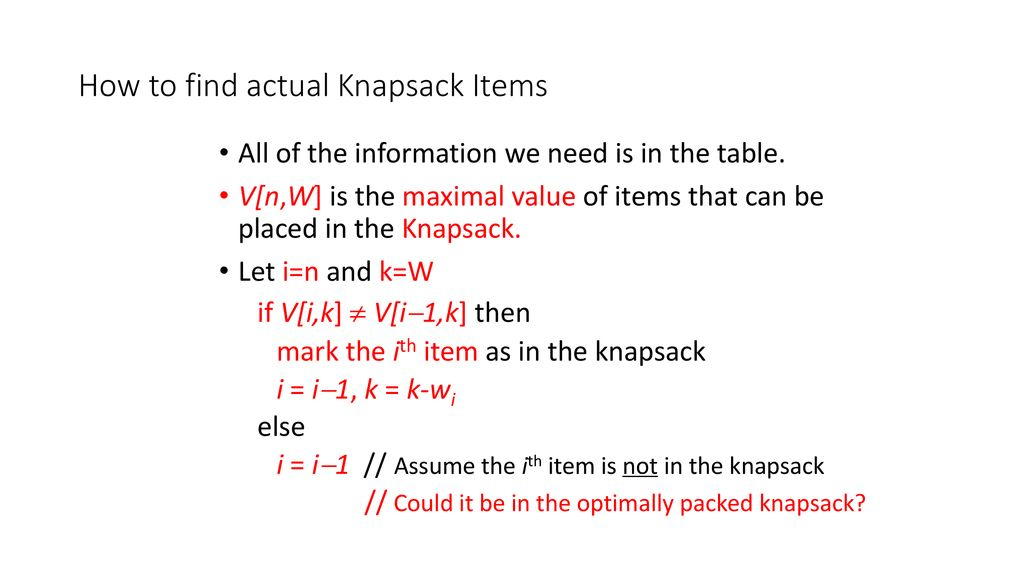 How to find actual Knapsack Items
• All of the information we need is in the table.
• V[n,W] is the maximal value of items that can be
placed in the Knapsack.
• Let i=n and k=W
if V[i,k] ≠ V[i−1,k] then
mark the ith item as in the knapsack
i = i−1, k = k-wi
else
i = i−1 // Assume the ith item is not in the knapsack
// Could it be in the optimally packed knapsack?